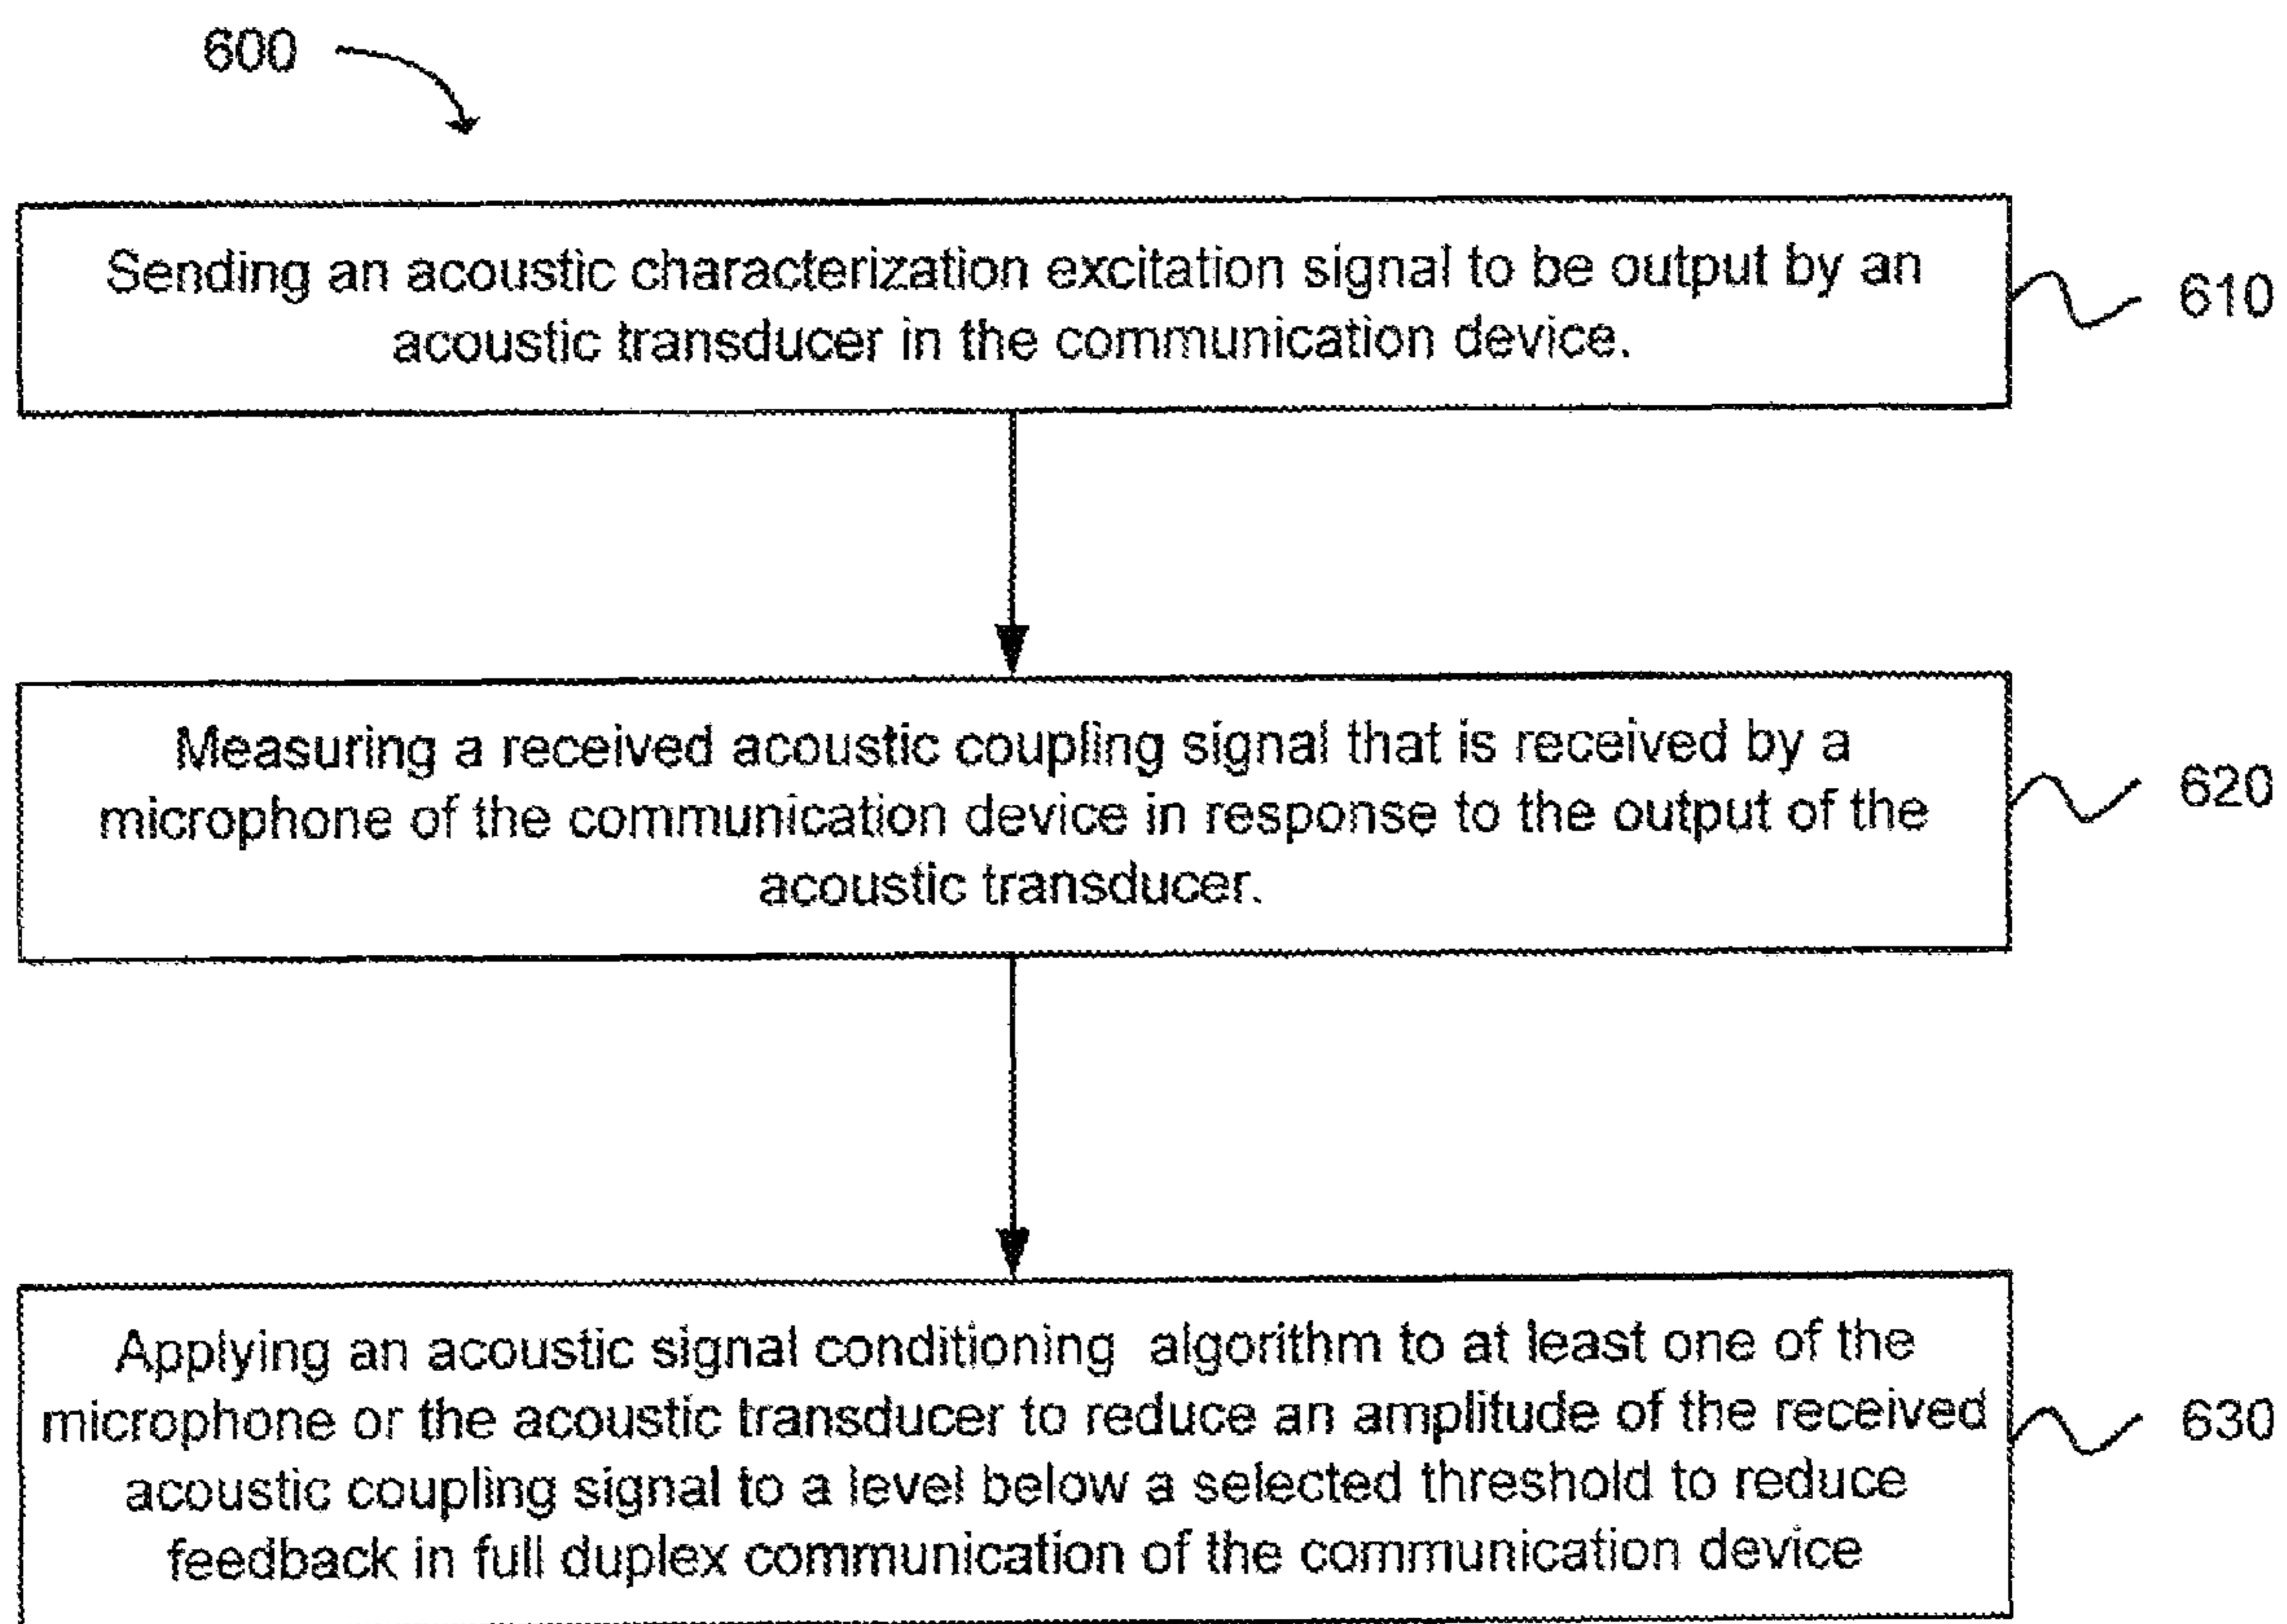 600
Sending an acoustic characterization excitation signal to be output by an
acoustic transducer in the communication device.
610
Measuring a received acoustic coupling signal that is received by a
microphone of the communication device in response to the output of the
acoustic transducer.
620
Applying an acoustic signal conditioning algorithm to at least one of the
microphone or the acoustic transducer to reduce an amplitude of the received
acoustic coupling signal to a level below a selected threshold to reduce
feedback in full duplex communication of the communication device
630